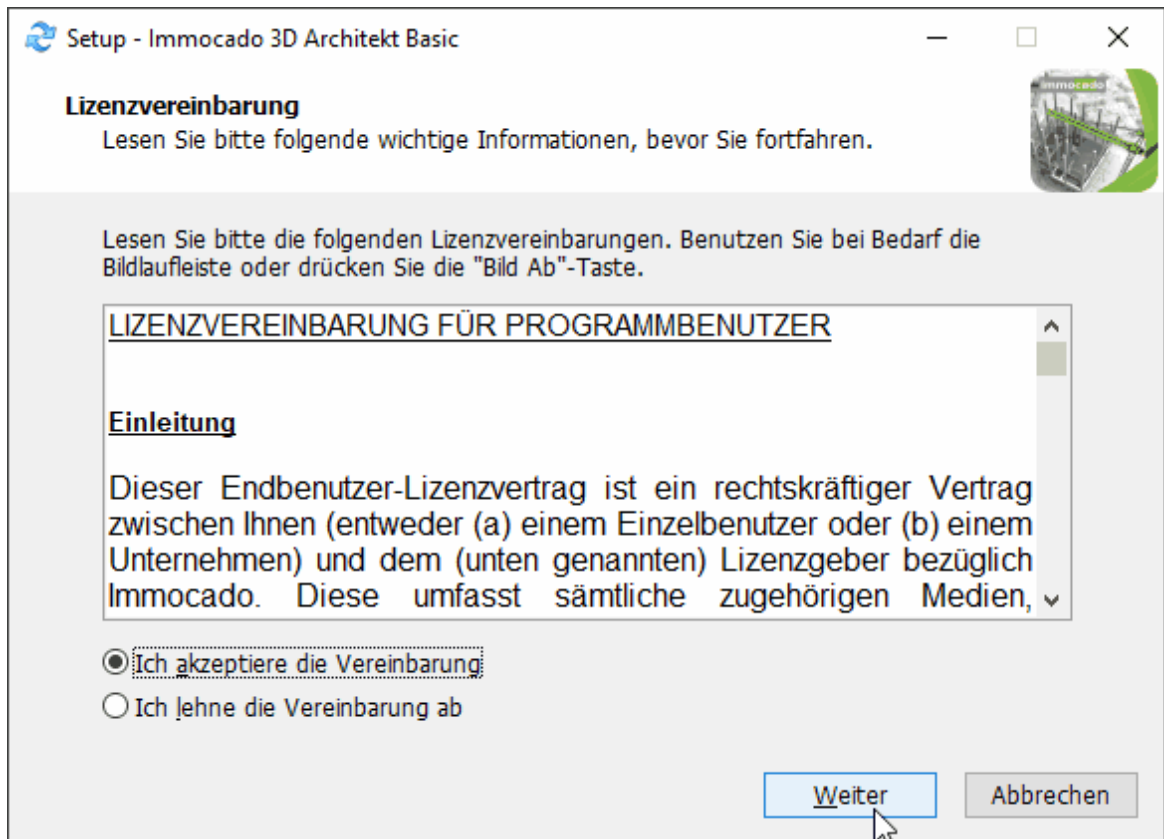 Setup - Immocado 3D Architekt Basic
Lizenzvereinbarung
Lesen Sie bitte folgende wichtige Informationen, bevor Sie fortfahren.
immocado
Lesen Sie bitte die folgenden Lizenzvereinbarungen. Benutzen Sie bei Bedarf die
Bildlaufleiste oder drücken Sie die "Bild Ab"-Taste.
LIZENZVEREINBARUNG FÜR PROGRAMMBENUTZER
Einleitung
Dieser Endbenutzer-Lizenzvertrag ist ein rechtskräftiger Vertrag
zwischen Ihnen (entweder (a) einem Einzelbenutzer oder (b) einem
Unternehmen) und dem (unten genannten) Lizenzgeber bezüglich
Immocado. Diese umfasst sämtliche zugehörigen Medien,
Ich akzeptiere die Vereinbarung
Ich lehne die Vereinbarung ab
Weiter
Abbrechen